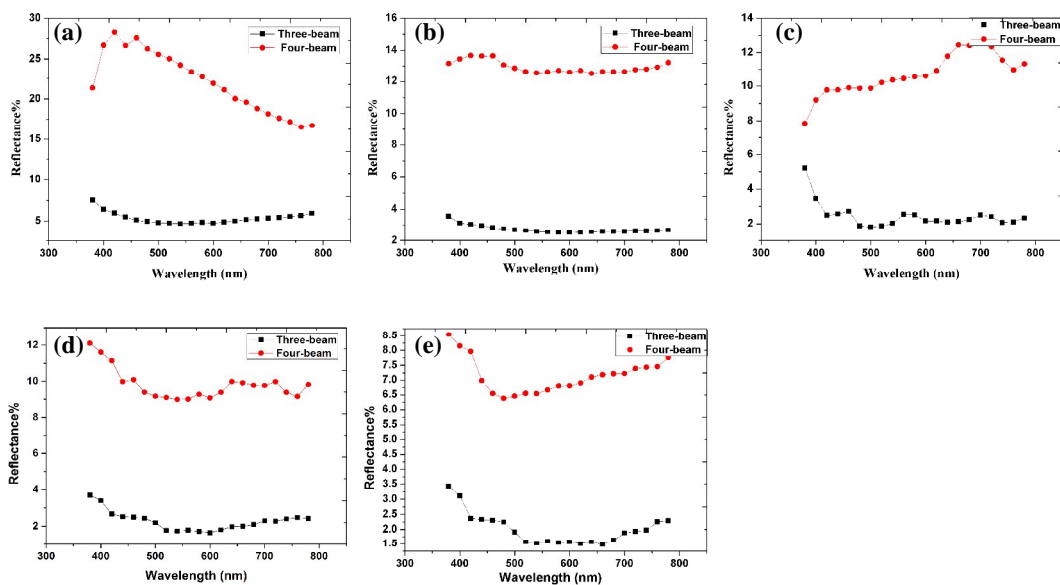 (a)
Three-beam
Four-beam
30
25
20
15
10
5
Reflectance%
300 400 500 600 700 800
Wavelength (nm)
(b)
Three-beam
Four-beam
16
14
12
10
8
6
4
2
Reflectance%
300 400 500 600 700 800
Wavelength (nm)
(c)
Three-beam
Four-beam
14
12
10
8
6
4
2
Reflectance%
300 400 500 600 700 800
Wavelength (nm)
(d)
Three-beam
Four-beam
12
10
8
6
4
2
Reflectance%
300 400 500 600 700 800
Wavelength (nm)
(e)
Three-beam
Four-beam
8.5
8.0
7.5
7.0
6.5
6.0
5.5
5.0
4.5
4.0
3.5
3.0
2.5
2.0
1.5
Reflectance%
300 400 500 600 700 800
Wavelength (nm)